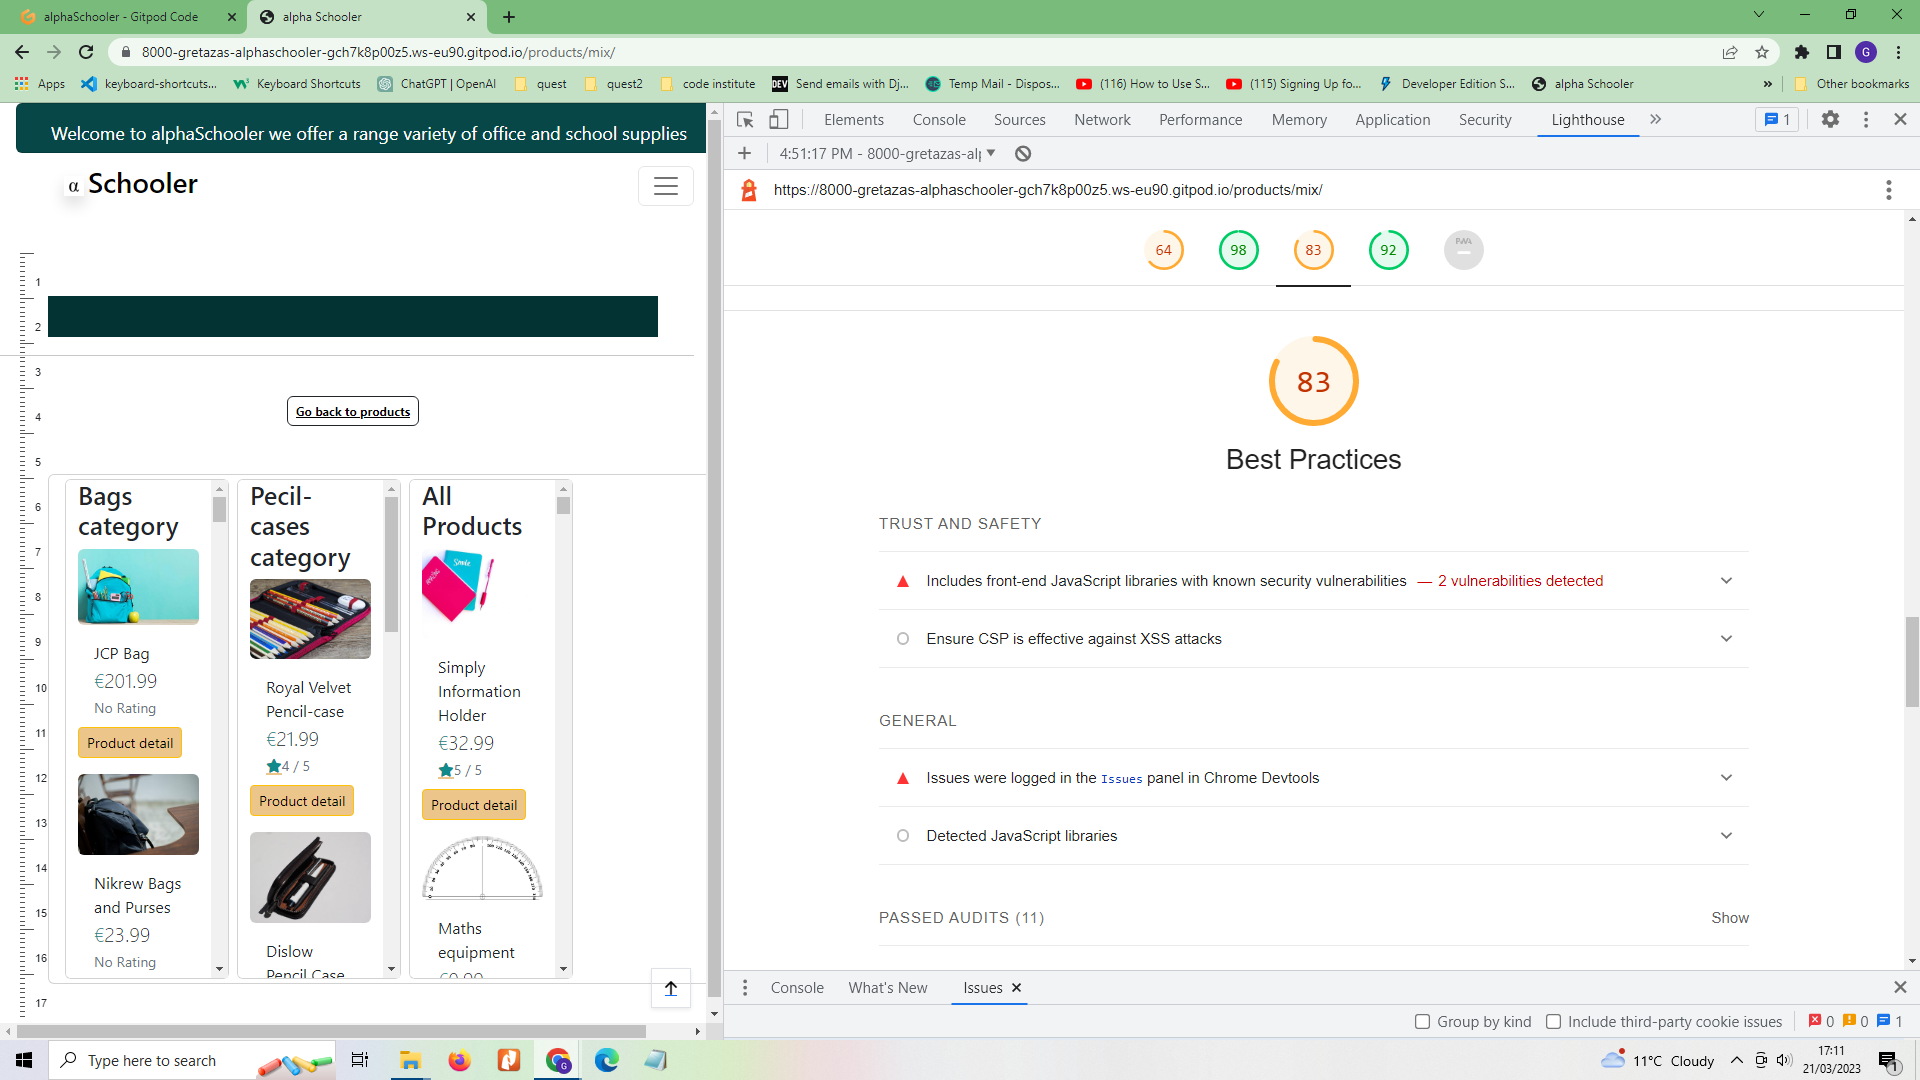 alphaSchooler - Gitpod Code
alpha Schooler
8000-gretazas-alphaschooler-gch7k8p00z5.ws-eu90.gitpod.io/products/mix/
G
Apps
keyboard-shortcuts...
Keyboard Shortcuts
ChatGPT | OpenAI
quest
quest2
code institute
DEV
Send emails with Dj...
Temp Mail - Dispos...
(116) How to Use S...
(115) Signing Up fo...
Developer Edition S...
alpha Schooler
»
Other bookmarks
Welcome to alphaSchooler we offer a range variety of office and school supplies
α Schooler
1
2
3
4
5
6
7
8
9
10
11
12
13
14
15
16
17
Go back to products
Bags
category
JCP Bag
€201.99
No Rating
Product detail
Nikrew Bags
and Purses
€23.99
No Rating
Pecil-
cases
category
Royal Velvet
Pencil-case
€21.99
4 / 5
Product detail
Dislow
Pencil Case
All
Products
Simply
Information
Holder
€32.99
5 / 5
Product detail
Maths
equipment
Elements
Console
Sources
Network
Performance
Memory
Application
Security
Lighthouse
»
1
4:51:17 PM - 8000-gretazas-al
https://8000-gretazas-alphaschooler-gch7k8p00z5.ws-eu90.gitpod.io/products/mix/
64
98
83
92
PWA
83
Best Practices
TRUST AND SAFETY
Includes front-end JavaScript libraries with known security vulnerabilities — 2 vulnerabilities detected
Ensure CSP is effective against XSS attacks
GENERAL
Issues were logged in the Issues panel in Chrome Devtools
Detected JavaScript libraries
PASSED AUDITS (11)
Show
Console
What's New
Issues
Group by kind
Include third-party cookie issues
0
0
1
Type here to search
11°C Cloudy
17:11
21/03/2023
1